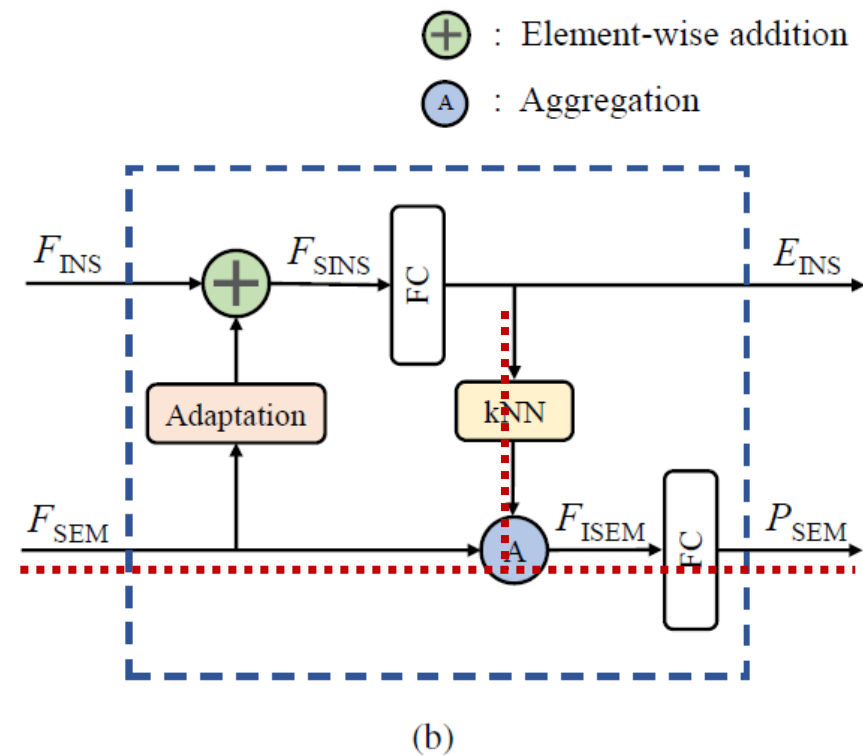 + : Element-wise addition
A : Aggregation
F_INS
+
F_SINS
FC
E_INS
Adaptation
kNN
F_SEM
A
F_ISEM
FC
P_SEM
(b)